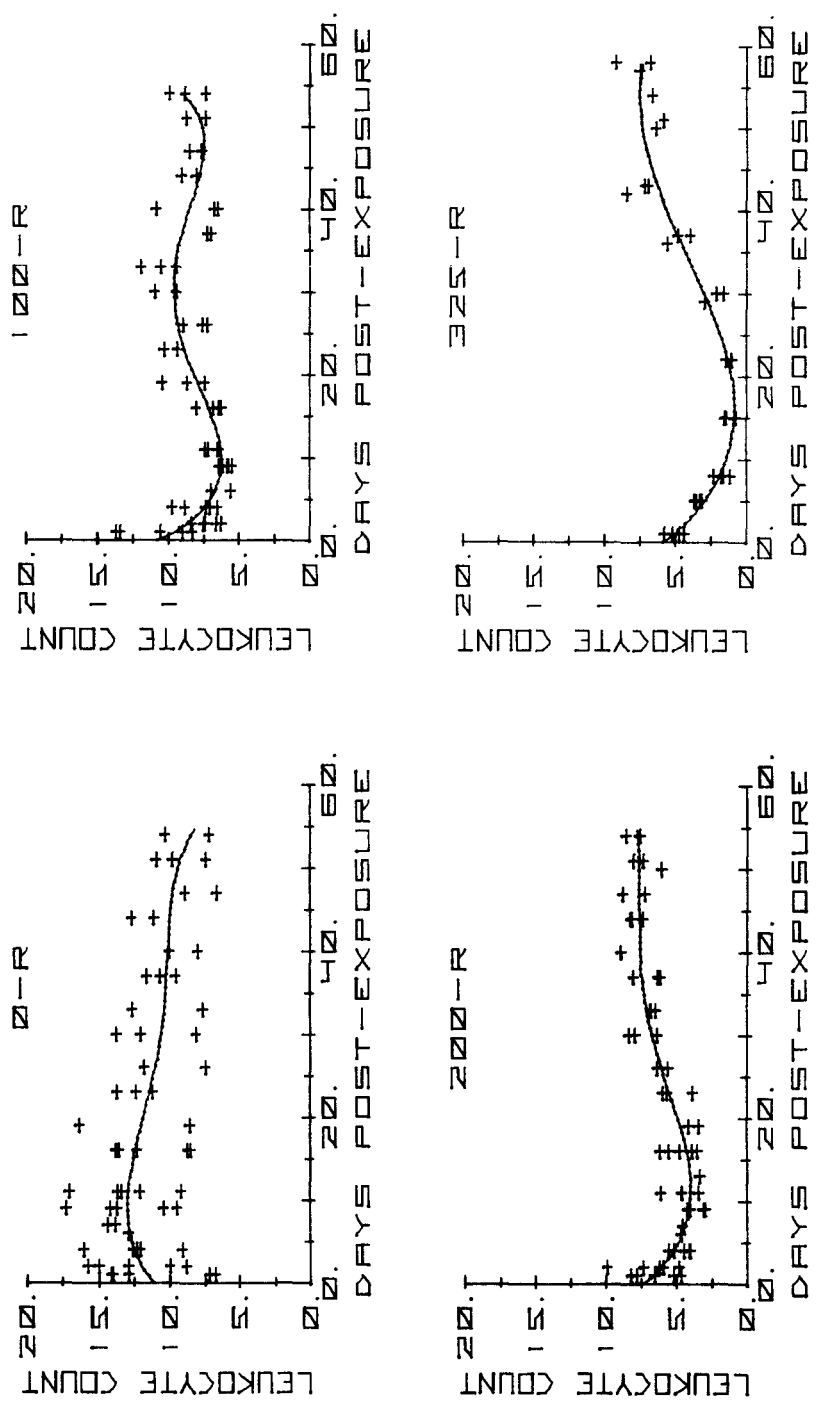 0-R
LEUKOCYTE COUNT
20.
15.
10.
5.
0.
0. 20. 40. 60.
DAYS POST-EXPOSURE
100-R
LEUKOCYTE COUNT
20.
15.
10.
5.
0.
0. 20. 40. 60.
DAYS POST-EXPOSURE
200-R
LEUKOCYTE COUNT
20.
15.
10.
5.
0.
0. 20. 40. 60.
DAYS POST-EXPOSURE
325-R
LEUKOCYTE COUNT
20.
15.
10.
5.
0.
0. 20. 40. 60.
DAYS POST-EXPOSURE